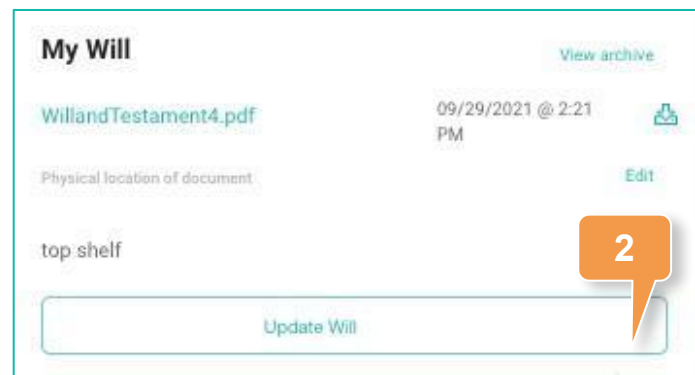 My Will
View archive
WillandTestament4.pdf
09/29/2021 @ 2:21
PM
Physical location of document
Edit
top shelf
2
Update Will